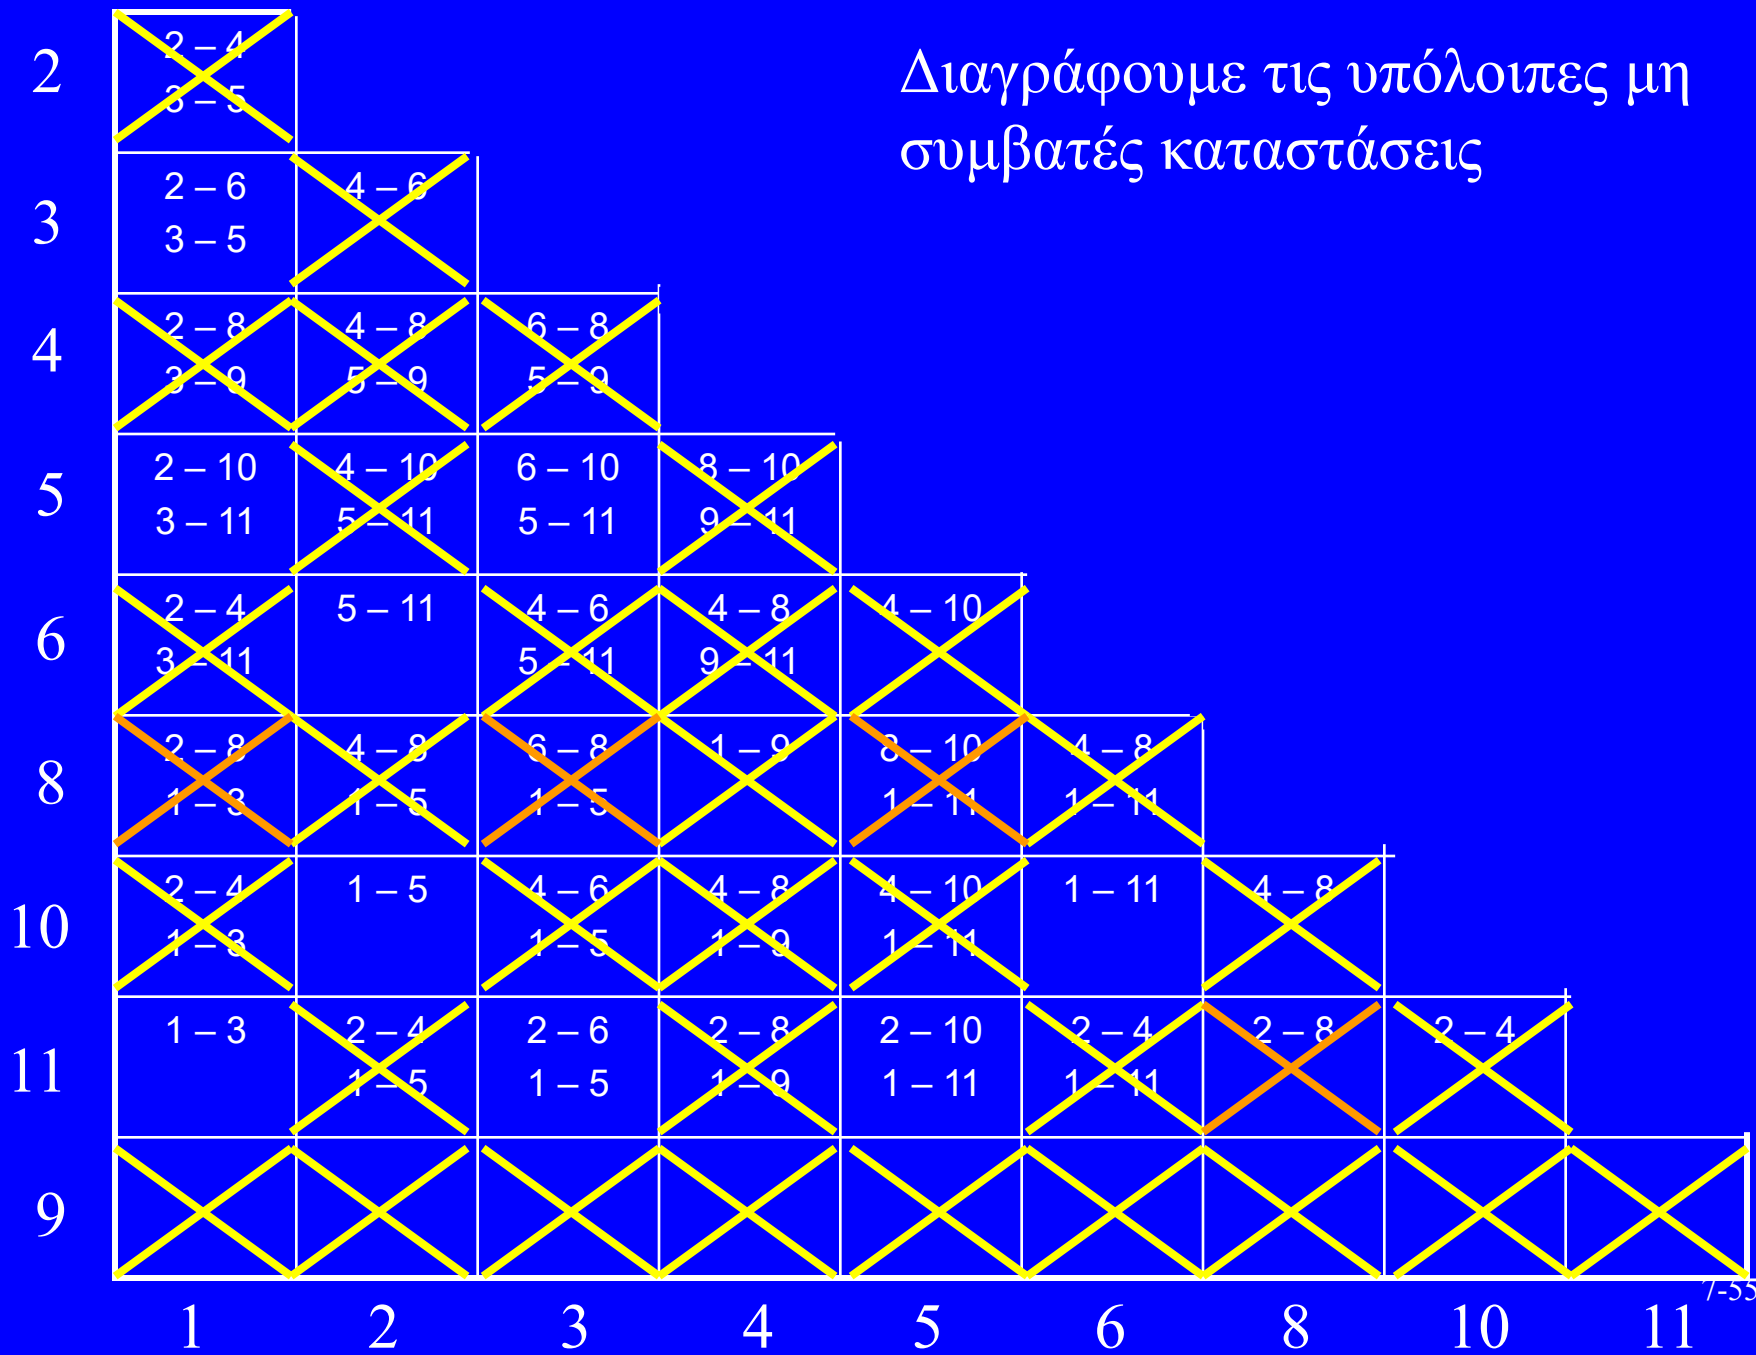 Διαγράφουμε τις υπόλοιπες μη
συμβατές καταστάσεις
2
2 – 4
3 – 5
3
2 – 6 4 – 6
3 – 5
4
2 – 8 4 – 8 6 – 8
3 – 9 5 – 9 5 – 9
5
2 – 10 4 – 10 6 – 10 8 – 10
3 – 11 5 – 11 5 – 11 9 – 11
6
2 – 4 5 – 11 4 – 6 4 – 8 4 – 10
3 – 11 5 – 11 9 – 11
8
2 – 8 4 – 8 6 – 8 1 – 9 8 – 10 4 – 8
1 – 3 1 – 5 1 – 5 1 – 11 1 – 11
10
2 – 4 1 – 5 4 – 6 4 – 8 4 – 10 1 – 11 4 – 8
1 – 3 1 – 5 1 – 9 1 – 11
11
1 – 3 2 – 4 2 – 6 2 – 8 2 – 10 2 – 4 2 – 8 2 – 4
1 – 5 1 – 5 1 – 9 1 – 11 1 – 11
9
1 2 3 4 5 6 8 10 11
7-55